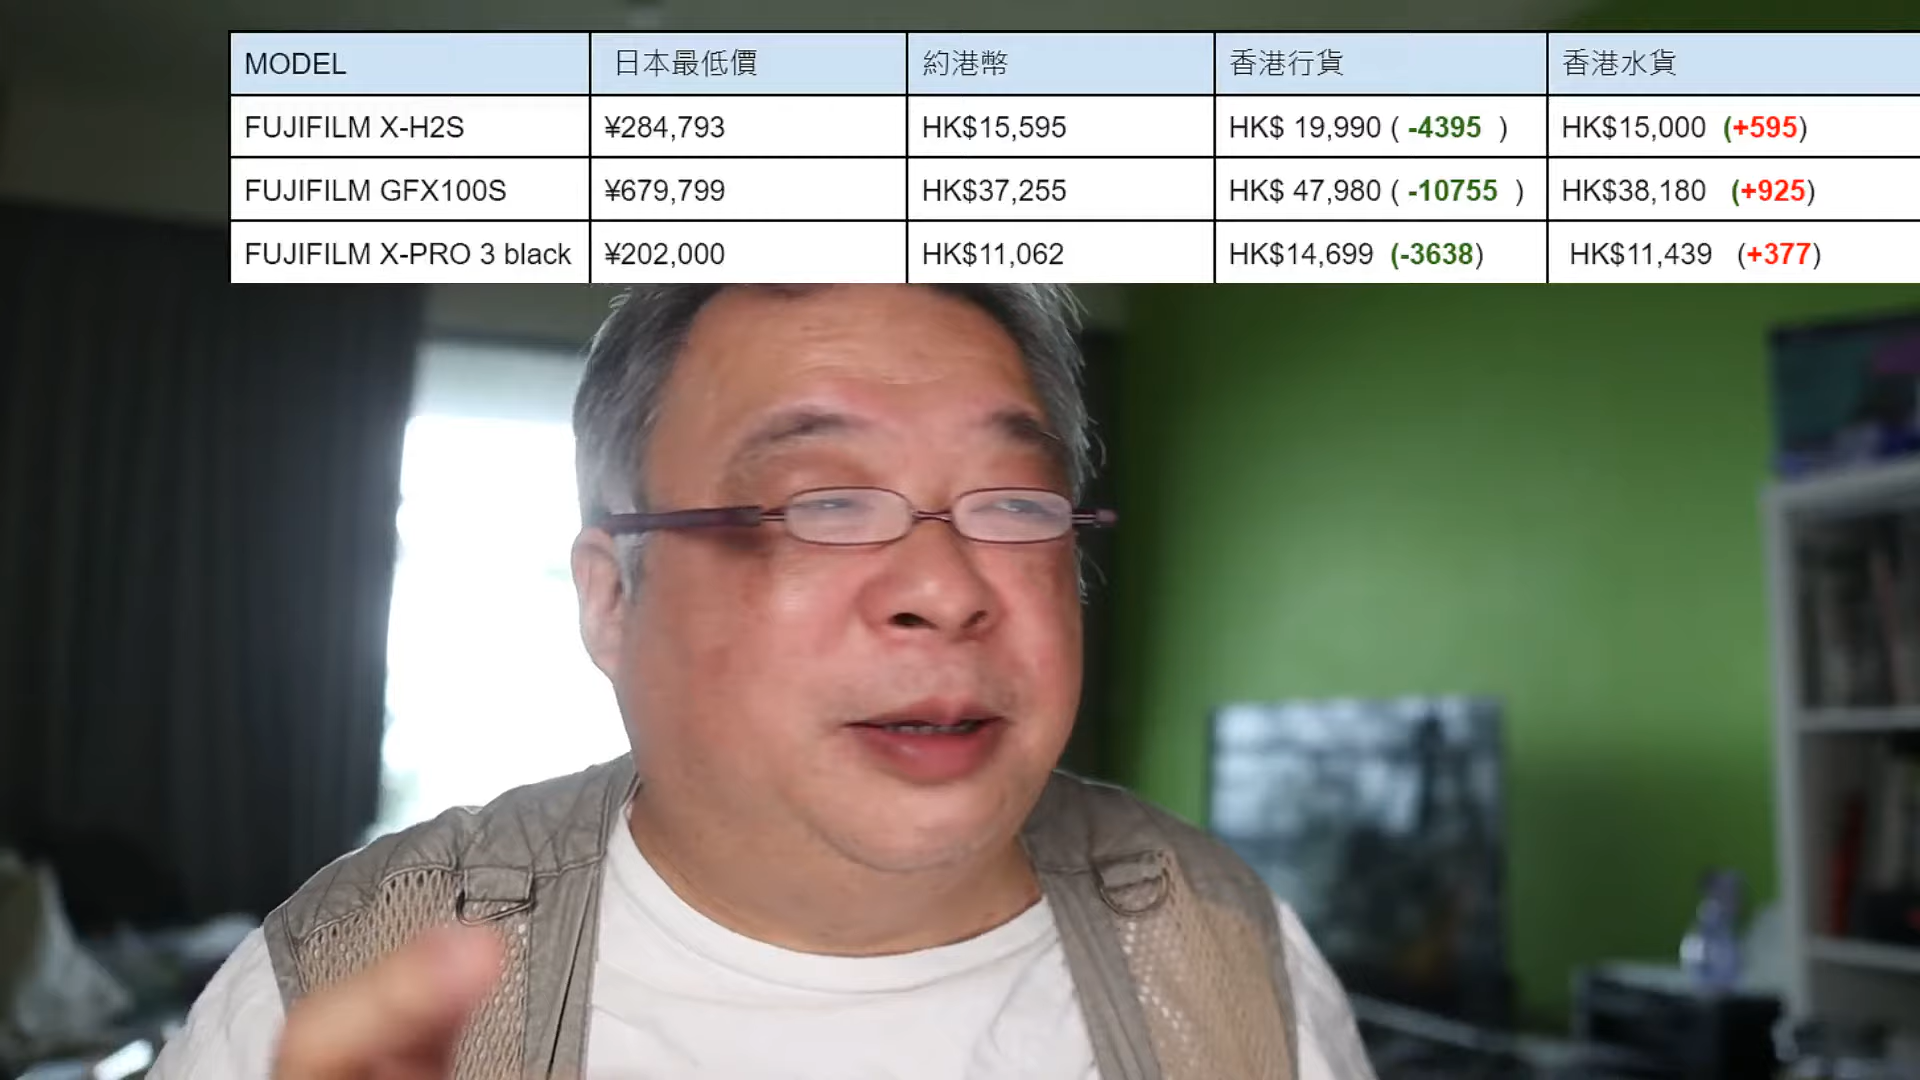 MODEL 日本最低價 約港幣 香港行貨 香港水貨
FUJIFILM X-H2S ¥284,793 HK$15,595 HK$ 19,990 ( -4395 ) HK$15,000 (+595)
FUJIFILM GFX100S ¥679,799 HK$37,255 HK$ 47,980 ( -10755 ) HK$38,180 (+925)
FUJIFILM X-PRO 3 black ¥202,000 HK$11,062 HK$14,699 (-3638) HK$11,439 (+377)